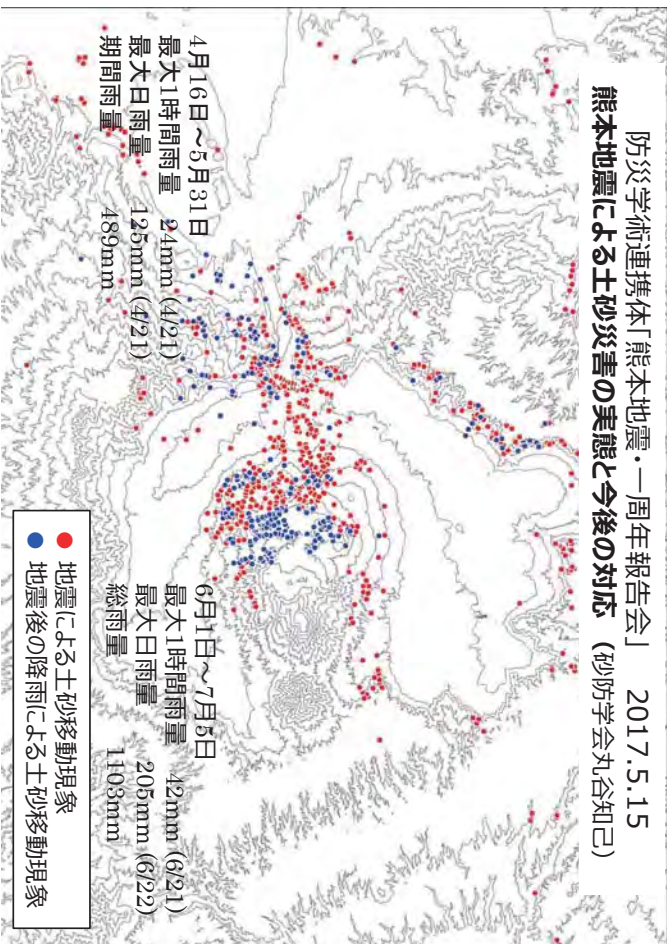 防災学術連携体「熊本地震・一周年報告会」 2017.5.15
熊本地震による土砂災害の実態と今後の対応 (砂防学会丸谷知己)
4月16日～5月31日
最大1時間雨量 24mm (4/21)
最大日雨量 125mm (4/21)
期間雨量 489mm
6月1日～7月5日
最大1時間雨量 42mm (6/21)
最大日雨量 205mm (6/22)
総雨量 1103mm
地震による土砂移動現象
地震後の降雨による土砂移動現象